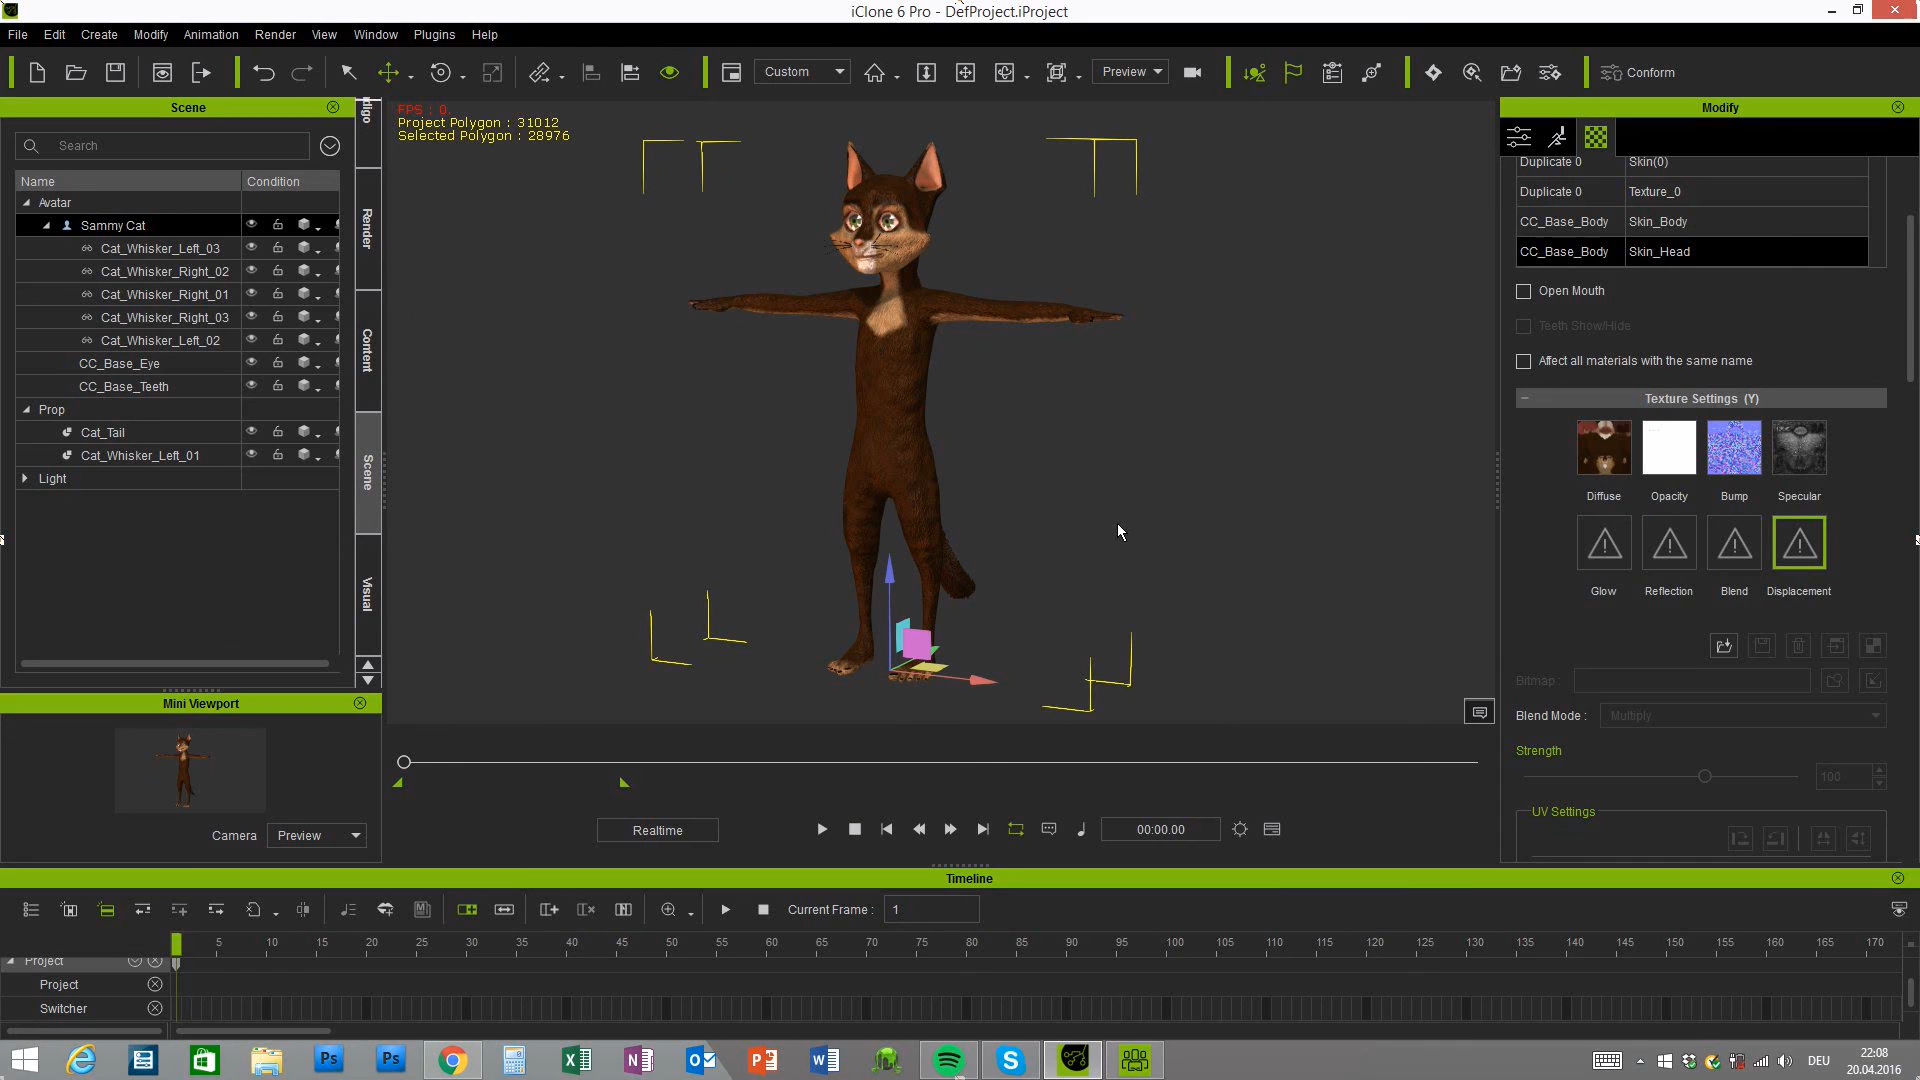 iClone 6 Pro - DefProject.iProject
File Edit Create Modify Animation Render View Window Plugins Help
Custom Preview Conform
Scene
Search
Name Condition
Avatar
Sammy Cat
Cat_Whisker_Left_03
Cat_Whisker_Right_02
Cat_Whisker_Right_01
Cat_Whisker_Right_03
Cat_Whisker_Left_02
CC_Base_Eye
CC_Base_Teeth
Prop
Cat_Tail
Cat_Whisker_Left_01
Light
Render
Content
Scene
Visual
FPS : 0
Project Polygon : 31012
Selected Polygon : 28976
Modify
Duplicate 0 Skin(0)
Duplicate 0 Texture_0
CC_Base_Body Skin_Body
CC_Base_Body Skin_Head
Open Mouth
Teeth Show/Hide
Affect all materials with the same name
Texture Settings (Y)
Diffuse Opacity Bump Specular
Glow Reflection Blend Displacement
Bitmap :
Blend Mode : Multiply
Strength
100
UV Settings
Mini Viewport
Camera Preview
Realtime
00:00.00
Timeline
Current Frame : 1
5 10 15 20 25 30 35 40 45 50 55 60 65 70 75 80 85 90 95 100 105 110 115 120 125 130 135 140 145 150 155 160 165 170
Project
Project
Switcher
Ps Ps
DEU
22:08
20.04.2016